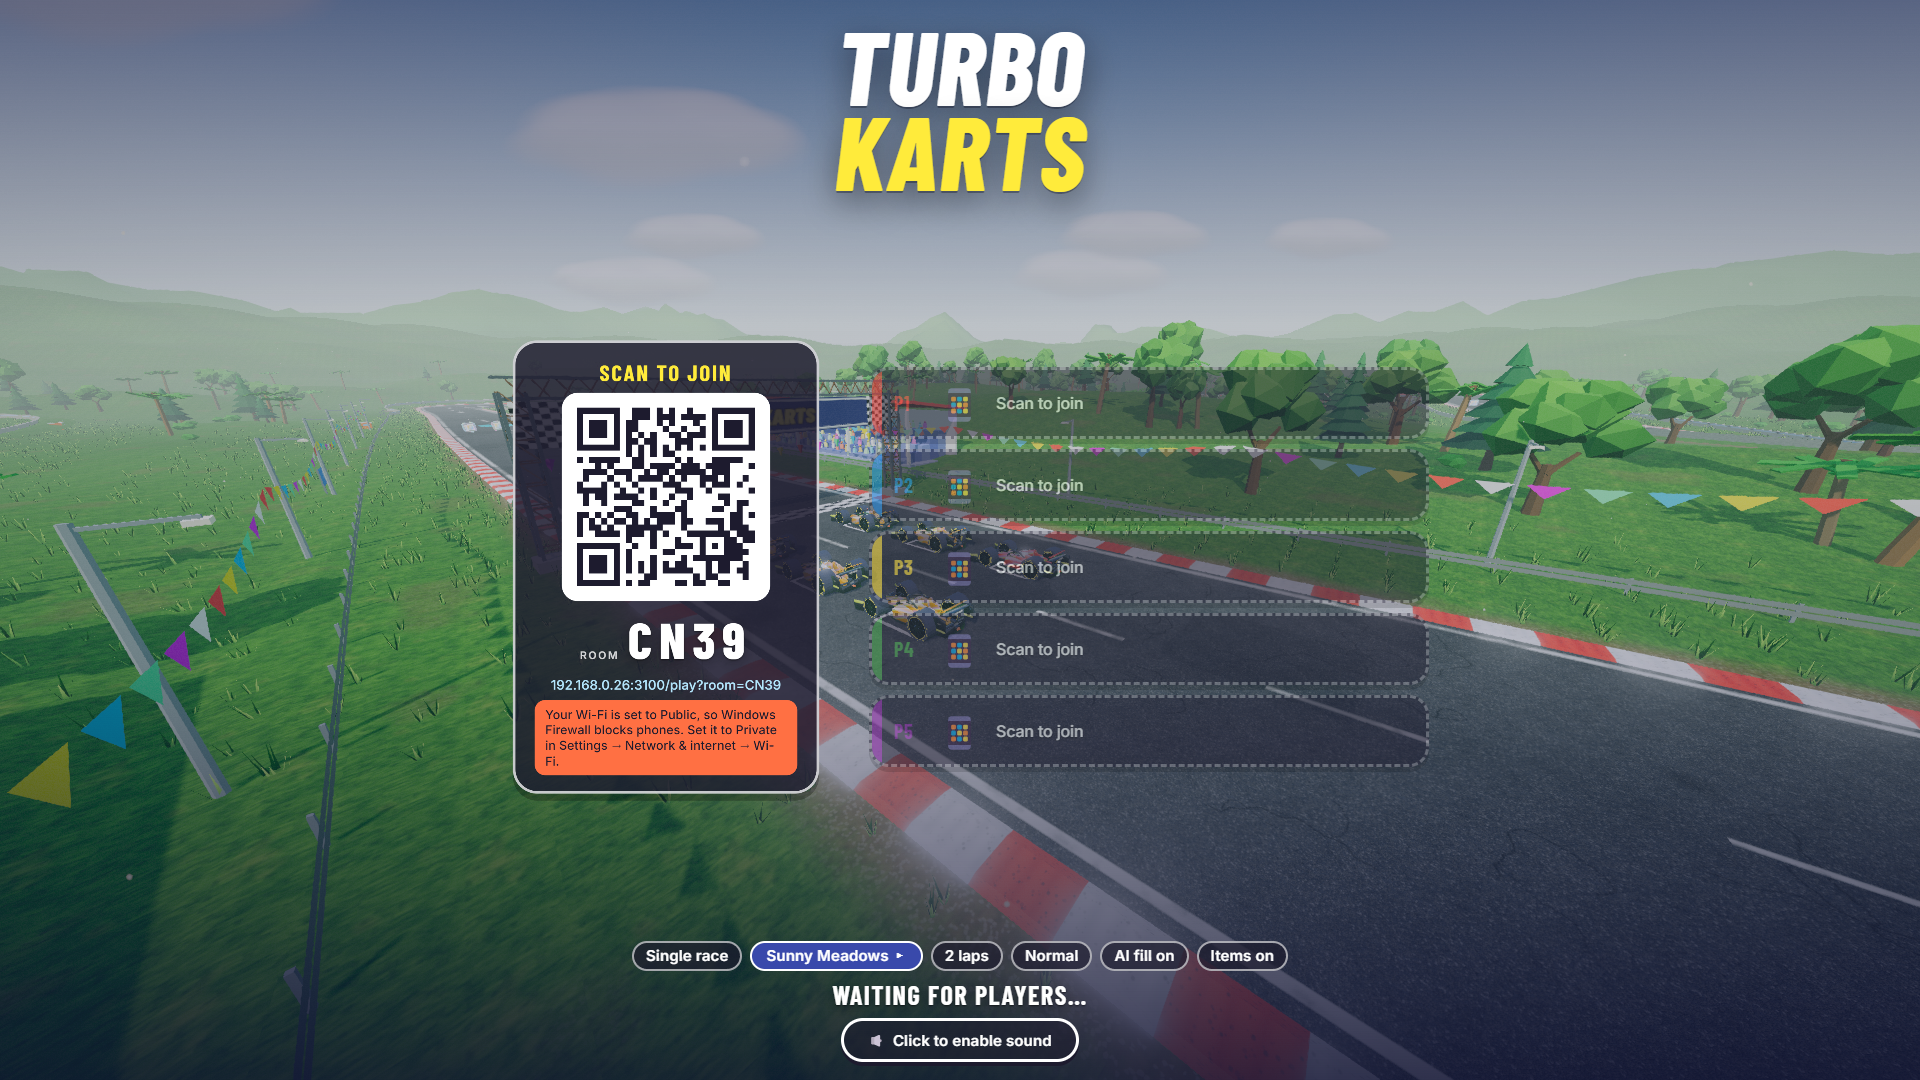 TURBO
KARTS
SCAN TO JOIN
ROOM CN39
192.168.0.26:3100/play?room=CN39
Your Wi-Fi is set to Public, so Windows
Firewall blocks phones. Set it to Private
in Settings → Network & internet → Wi-
Fi.
KARTS
P1 Scan to join
P2 Scan to join
P3 Scan to join
P4 Scan to join
P5 Scan to join
Single race
Sunny Meadows ▸
2 laps
Normal
AI fill on
Items on
WAITING FOR PLAYERS...
Click to enable sound